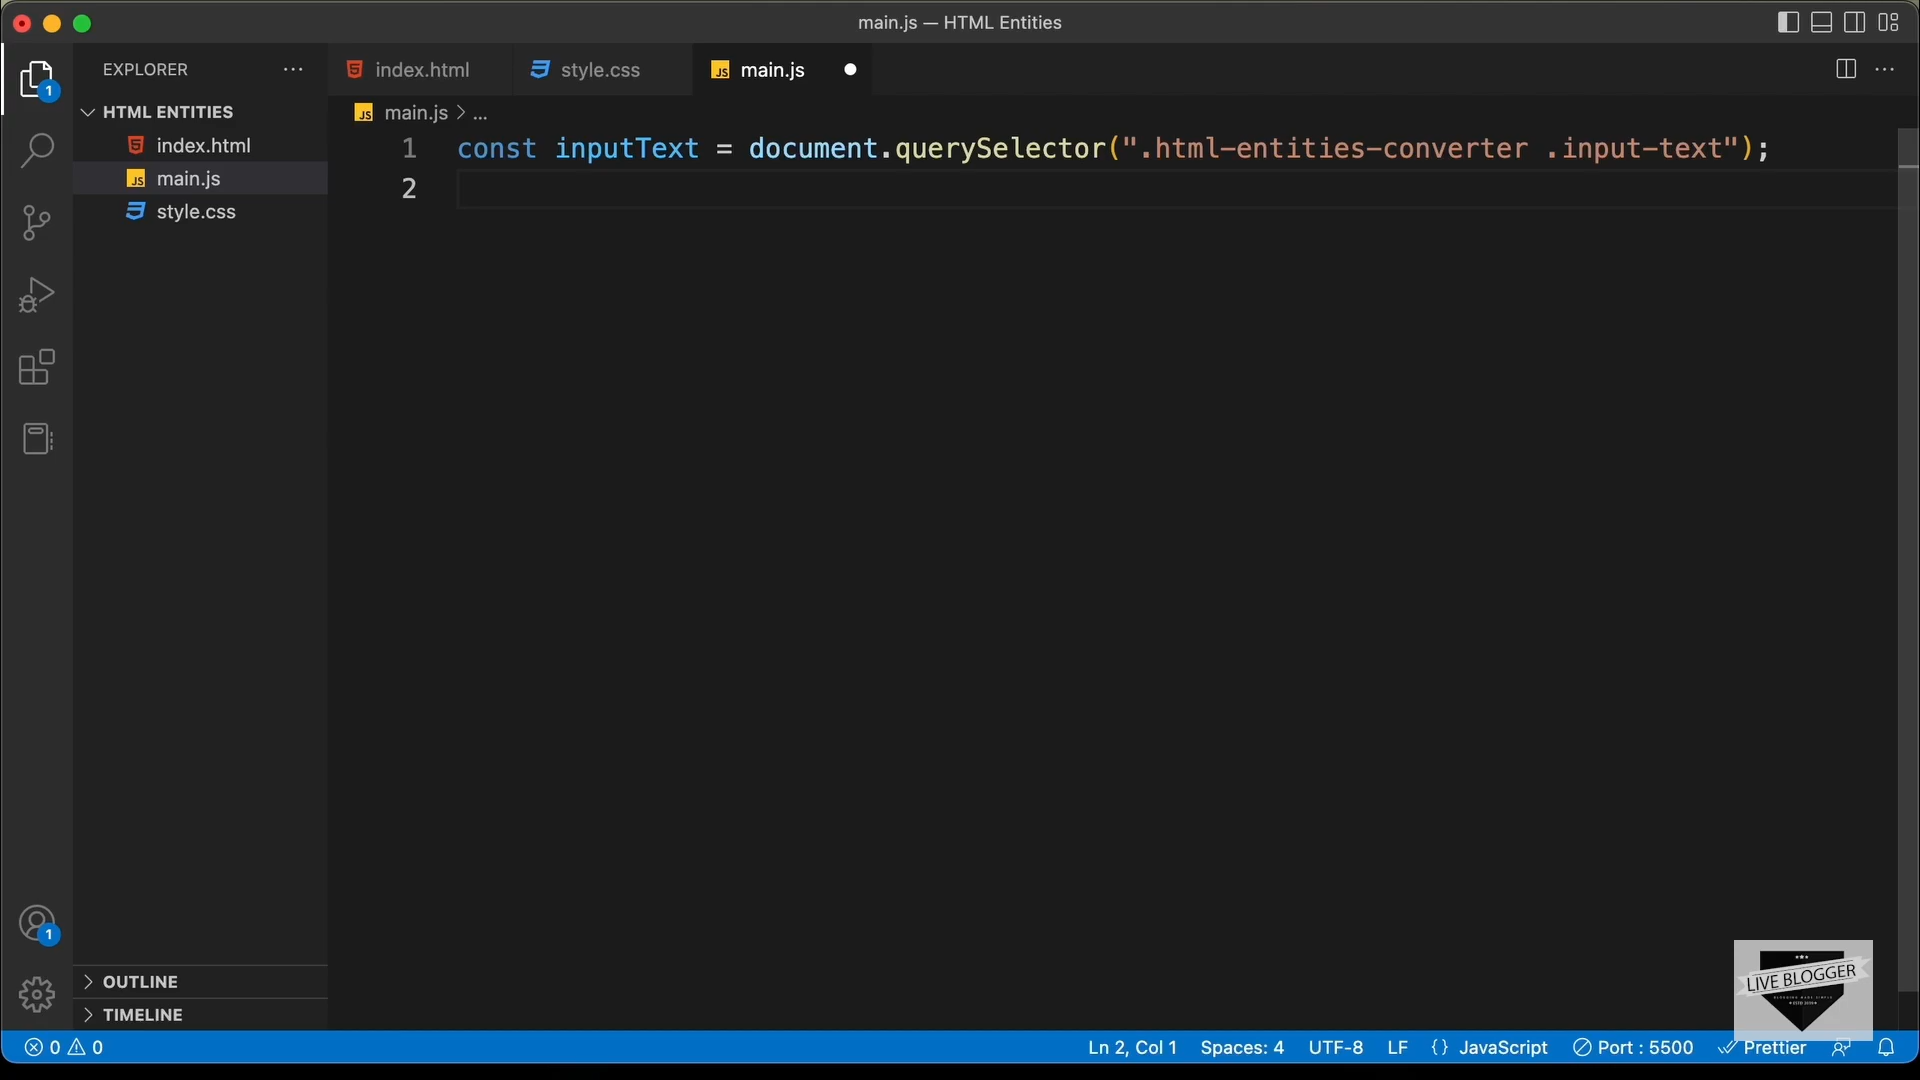 main.js — HTML Entities
EXPLORER
index.html
style.css
main.js
1
HTML ENTITIES
main.js > ...
index.html
main.js
style.css
1 const inputText = document.querySelector(".html-entities-converter .input-text");
2
1
OUTLINE
TIMELINE
LIVE BLOGGER
0 0
Ln 2, Col 1 Spaces: 4 UTF-8 LF {} JavaScript Port : 5500 Prettier